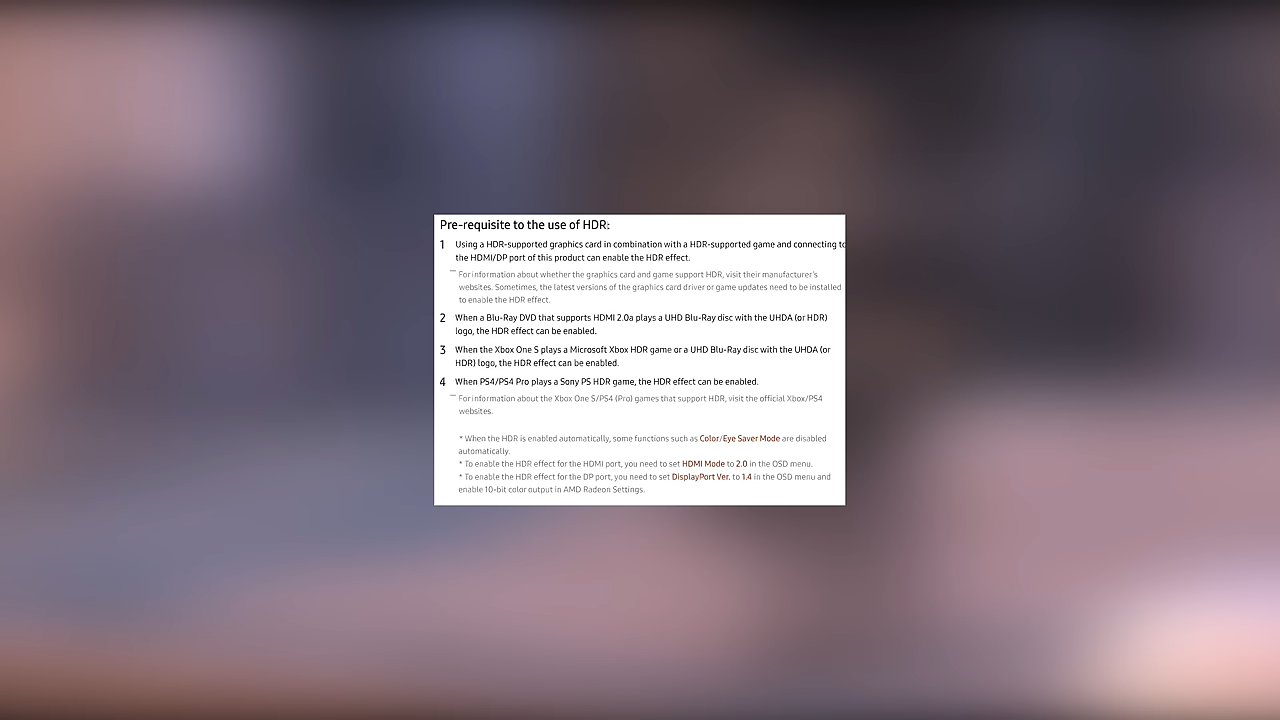 Pre-requisite to the use of HDR:
1 Using a HDR-supported graphics card in combination with a HDR-supported game and connecting to
the HDMI/DP port of this product can enable the HDR effect.
― For information about whether the graphics card and game support HDR, visit their manufacturer's
websites. Sometimes, the latest versions of the graphics card driver or game updates need to be installed
to enable the HDR effect.
2 When a Blu-Ray DVD that supports HDMI 2.0a plays a UHD Blu-Ray disc with the UHDA (or HDR)
logo, the HDR effect can be enabled.
3 When the Xbox One S plays a Microsoft Xbox HDR game or a UHD Blu-Ray disc with the UHDA (or
HDR) logo, the HDR effect can be enabled.
4 When PS4/PS4 Pro plays a Sony PS HDR game, the HDR effect can be enabled.
― For information about the Xbox One S/PS4 (Pro) games that support HDR, visit the official Xbox/PS4
websites.
* When the HDR is enabled automatically, some functions such as Color/Eye Saver Mode are disabled
automatically.
* To enable the HDR effect for the HDMI port, you need to set HDMI Mode to 2.0 in the OSD menu.
* To enable the HDR effect for the DP port, you need to set DisplayPort Ver. to 1.4 in the OSD menu and
enable 10-bit color output in AMD Radeon Settings.